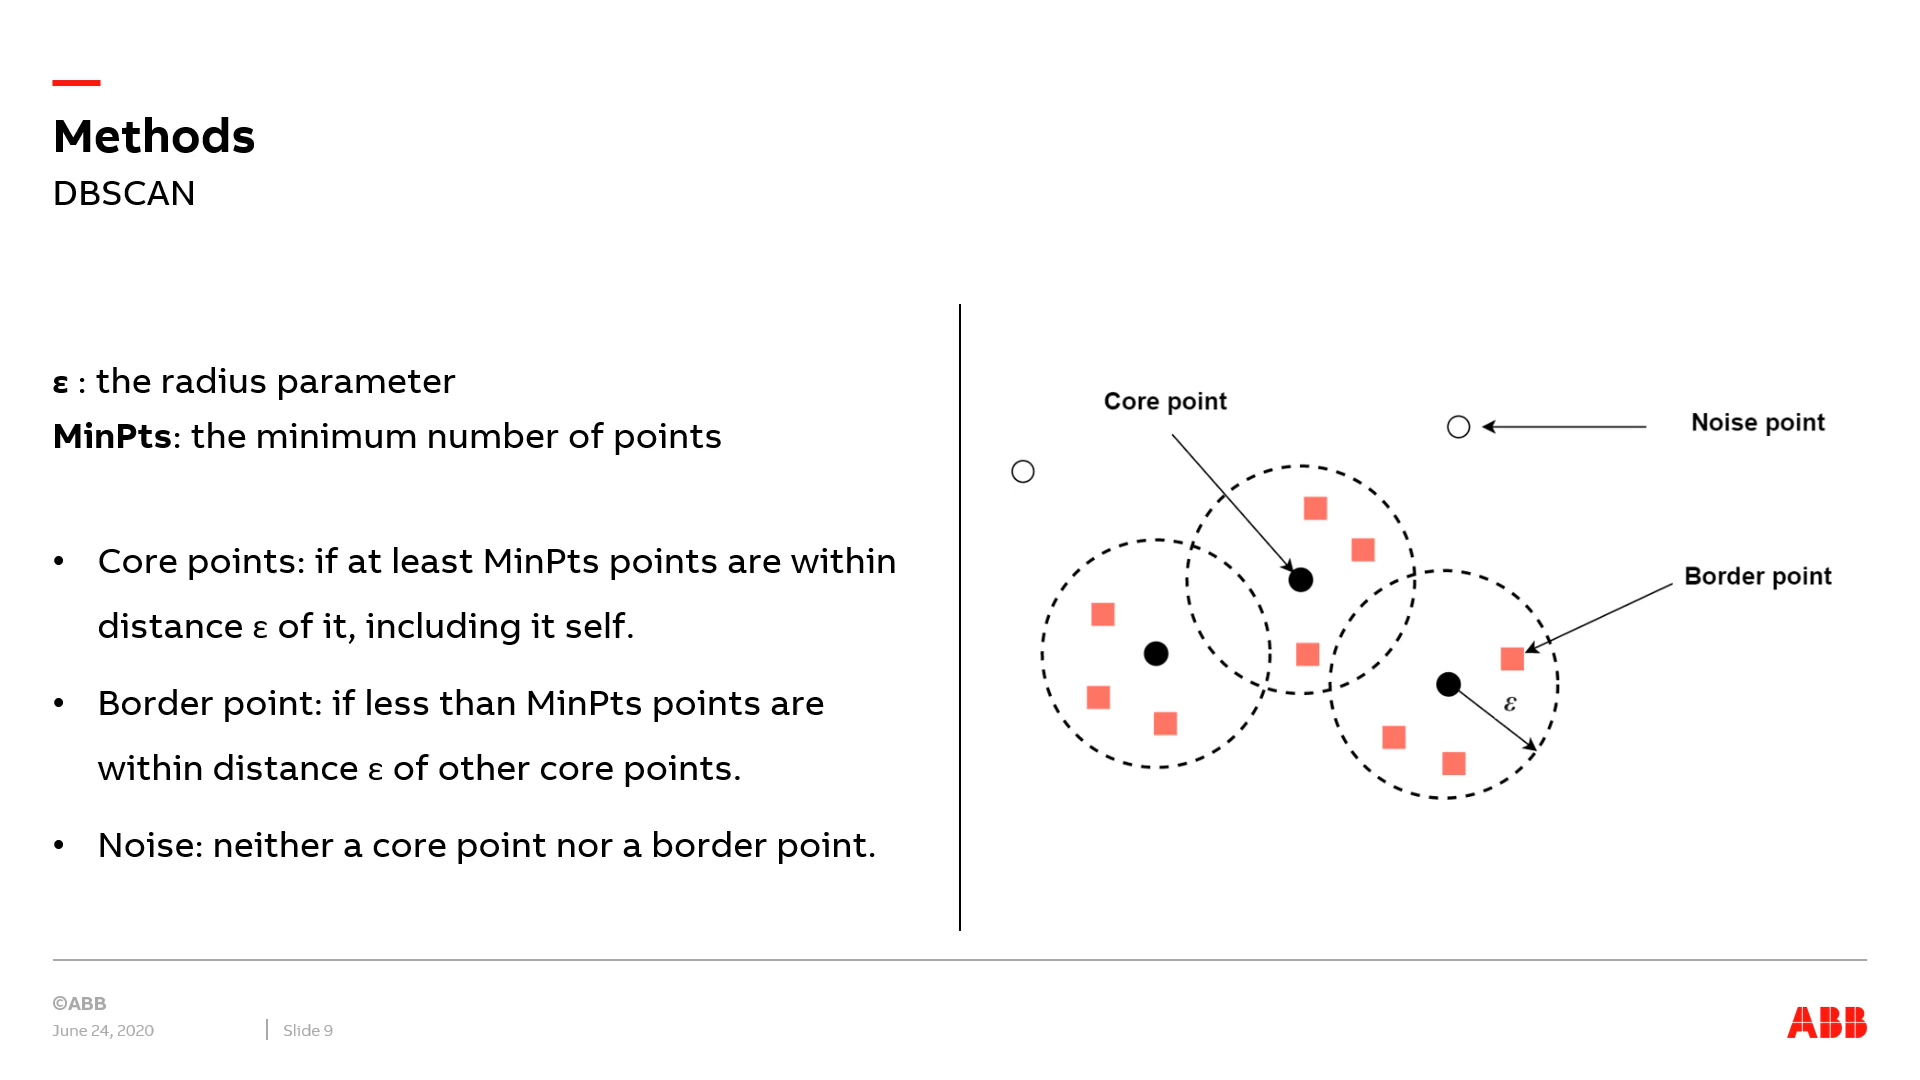 Methods
DBSCAN
ε : the radius parameter
MinPts: the minimum number of points
• Core points: if at least MinPts points are within
distance ε of it, including it self.
• Border point: if less than MinPts points are
within distance ε of other core points.
• Noise: neither a core point nor a border point.
Core point
Noise point
Border point
ε
©ABB
June 24, 2020
Slide 9
ABB